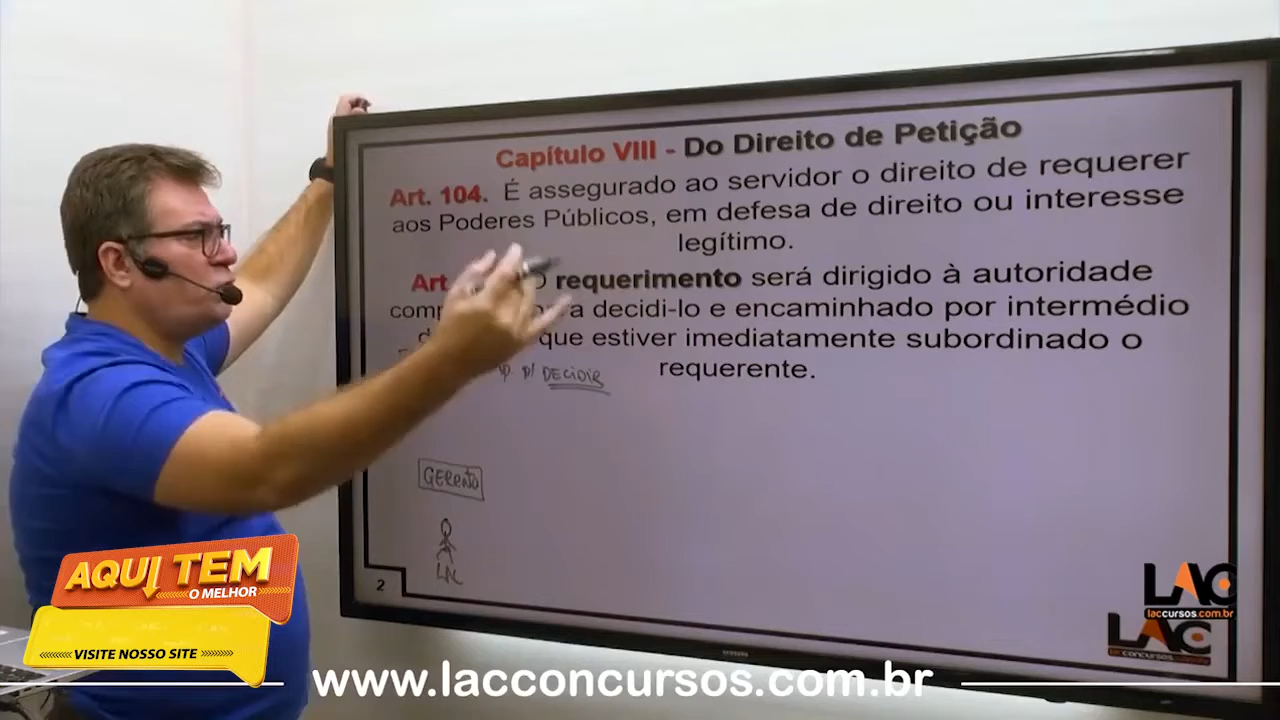 Capítulo VIII - Do Direito de Petição
Art. 104. É assegurado ao servidor o direito de requerer
aos Poderes Públicos, em defesa de direito ou interesse
legítimo.
Art O requerimento será dirigido à autoridade
comp a decidi-lo e encaminhado por intermédio
d que estiver imediatamente subordinado o
requerente.
p/ DECIDIR
2
AQUI TEM
O MELHOR
VISITE NOSSO SITE
LAC
laccursos.com.br
LAC
www.lacconcursos.com.br